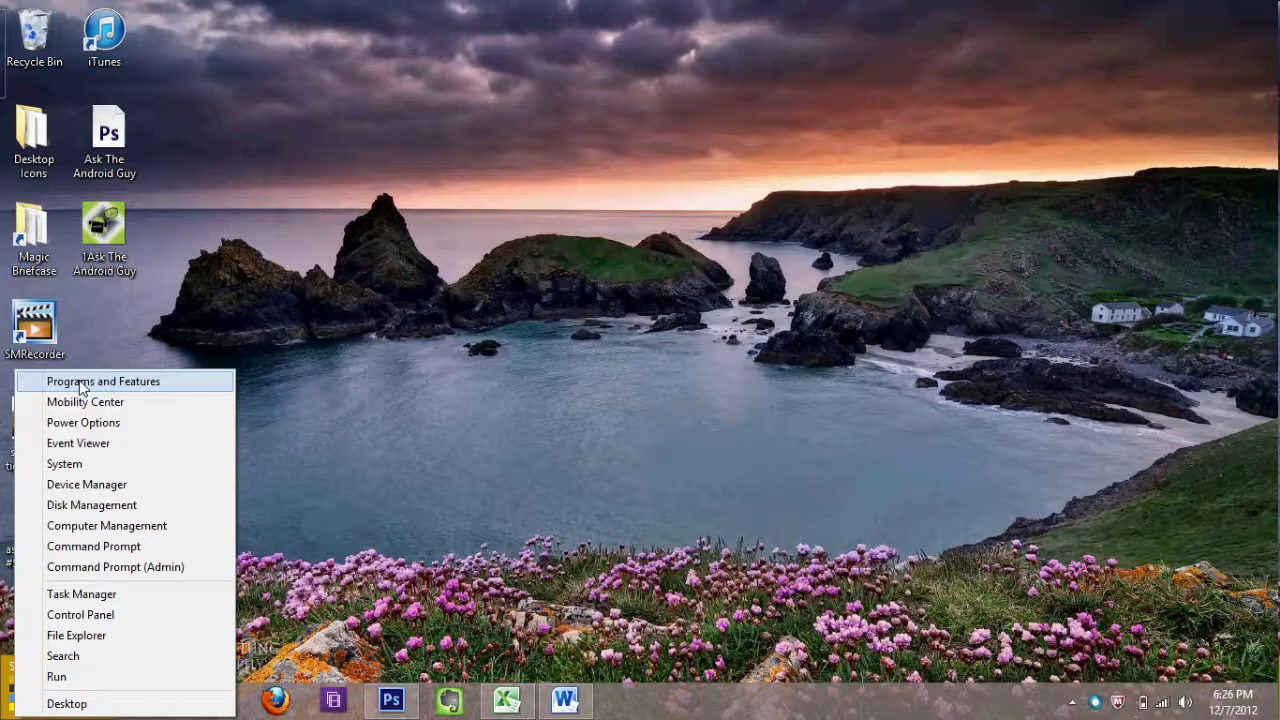 Recycle Bin
iTunes
Desktop
Icons
Ps
Ask The
Android Guy
Magic
Briefcase
1Ask The
Android Guy
SMRecorder
Programs and Features
Mobility Center
Power Options
Event Viewer
System
Device Manager
Disk Management
Computer Management
Command Prompt
Command Prompt (Admin)
Task Manager
Control Panel
File Explorer
Search
Run
Desktop
Ps
6:26 PM
12/7/2012